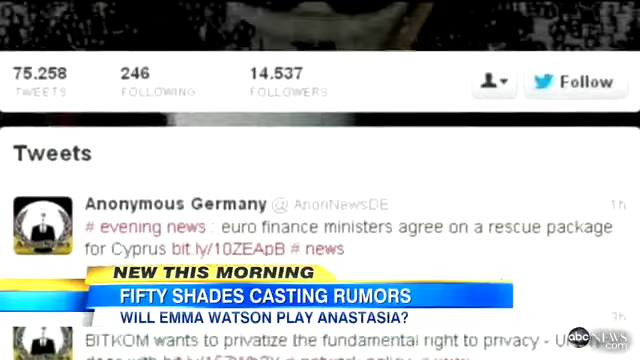 75.258 246 14.537
TWEETS FOLLOWING FOLLOWERS
Follow
Tweets
Anonymous Germany @ AnonNewsDE 1h
# evening news : euro finance ministers agree on a rescue package
for Cyprus bit.ly/10ZEApB # news
NEW THIS MORNING
FIFTY SHADES CASTING RUMORS
WILL EMMA WATSON PLAY ANASTASIA?
3h
BITKOM wants to privatize the fundamental right to privacy -
abc NEWS
.com